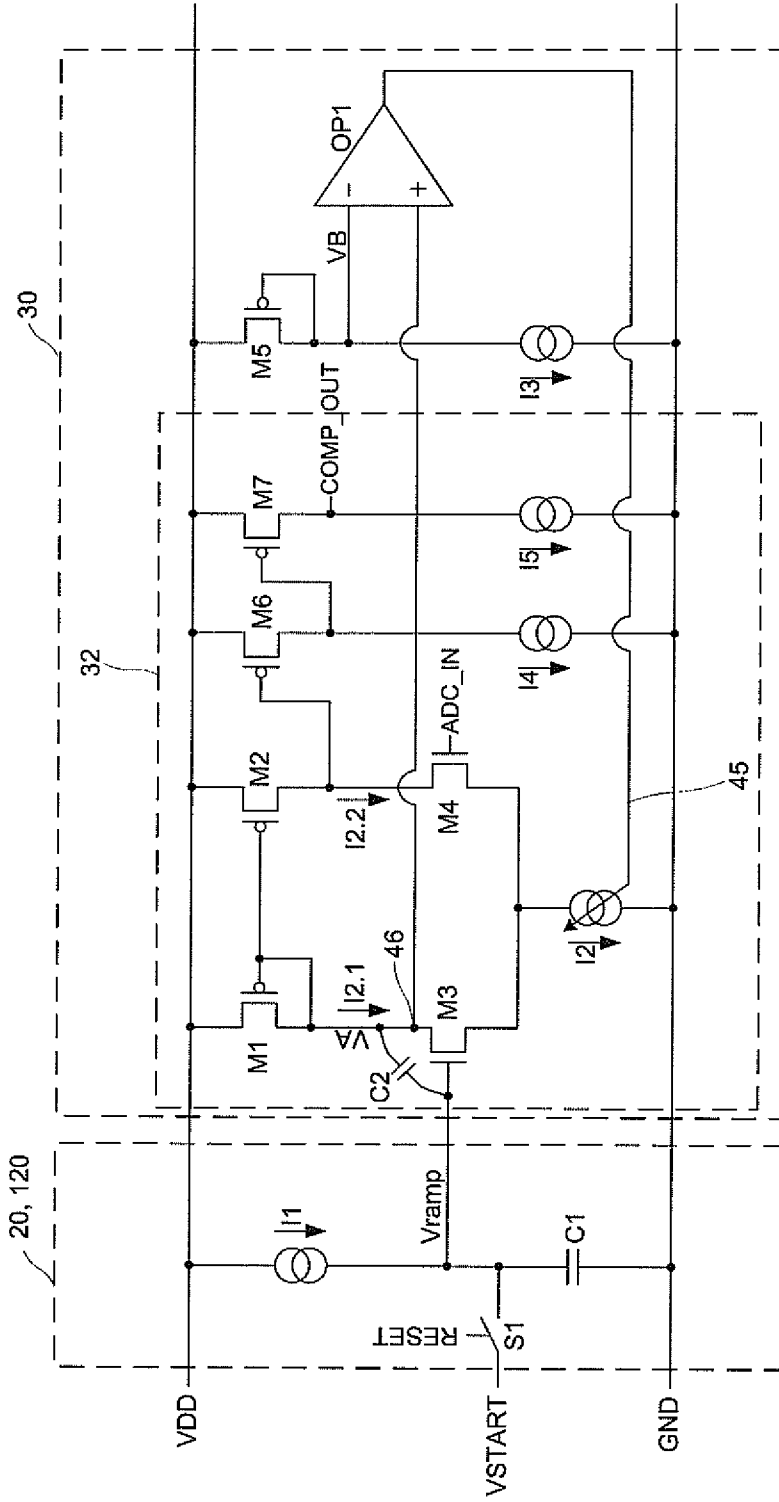 20, 120
30
32
VDD
I1
Vramp
RESET
S1
VSTART
C1
GND
M1
M2
M6
M7
M5
I2.1
VA
C2
46
M3
I2.2
M4
ADC_IN
COMP_OUT
VB
OP1
−
+
I2
45
I4
I5
I3